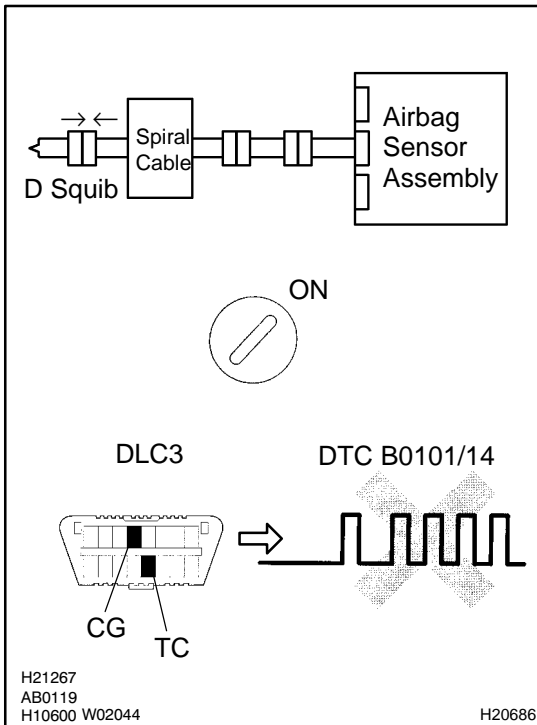 Spiral
Cable
Airbag
Sensor
Assembly
D Squib
ON
DLC3
DTC B0101/14
CG
TC
H21267
AB0119
H10600 W02044
H20686